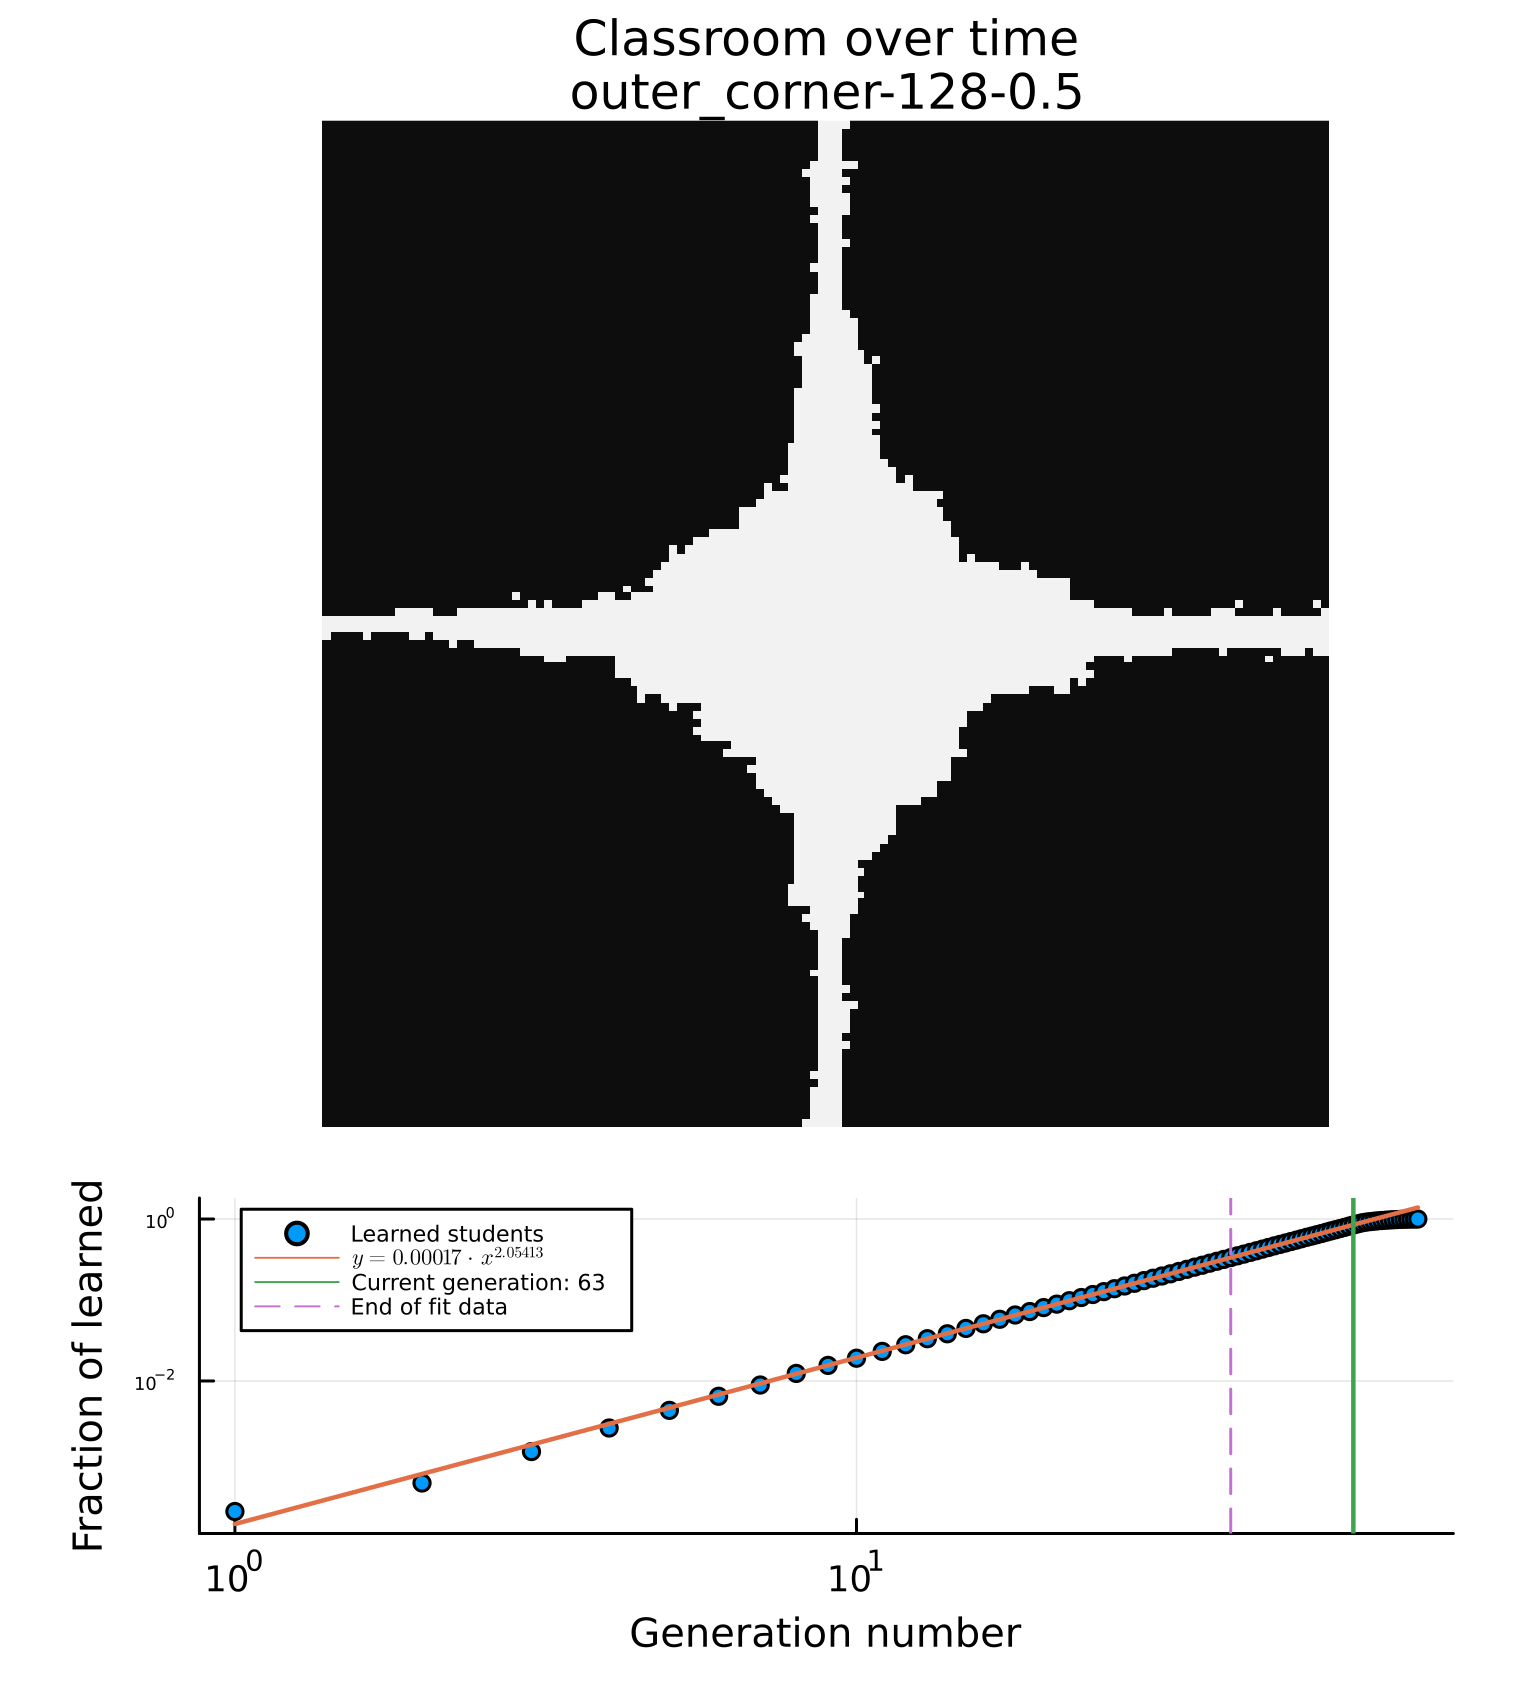 Classroom over time
outer_corner-128-0.5
Fraction of learned
10^0
10^-2
Learned students
y = 0.00017 · x^2.05413
Current generation: 63
End of fit data
10^0
10^1
Generation number